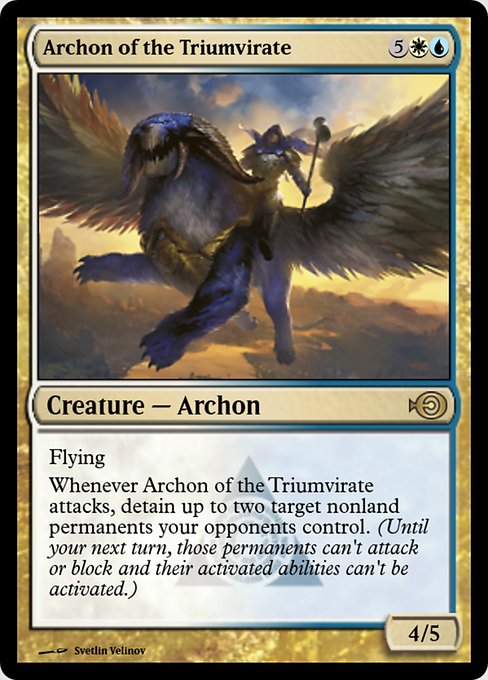 Archon of the Triumvirate 5
Creature — Archon
Flying
Whenever Archon of the Triumvirate
attacks, detain up to two target nonland
permanents your opponents control. (Until
your next turn, those permanents can't attack
or block and their activated abilities can't be
activated.)
4/5
Svetlin Velinov